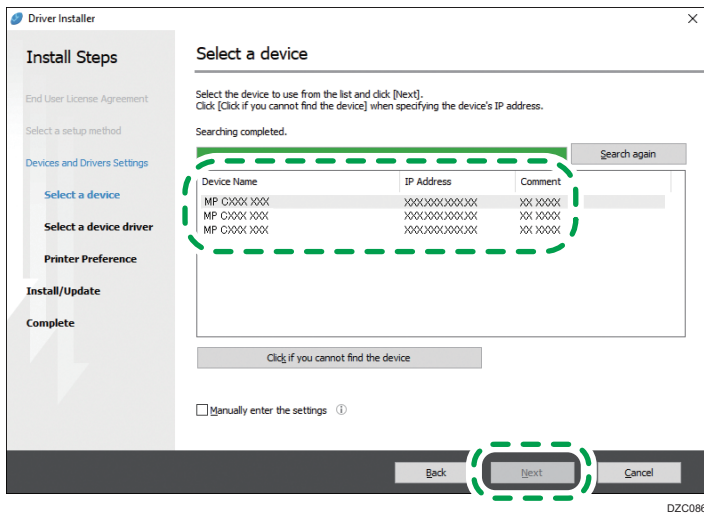 Driver Installer
Install Steps
End User License Agreement
Select a setup method
Devices and Drivers Settings
Select a device
Select a device driver
Printer Preference
Install/Update
Complete
Select a device
Select the device to use from the list and click [Next].
Click [Click if you cannot find the device] when specifying the device's IP address.
Searching completed.
Search again
Device Name IP Address Comment
MP CXXX XXX XXX.XXX.XXX.XX XX XXXX
MP CXXX XXX XXX.XXX.XXX.XX XX XXXX
MP CXXX XXX XXX.XXX.XXX.XX XX XXXX
Click if you cannot find the device
Manually enter the settings
Back Next Cancel
DZC086